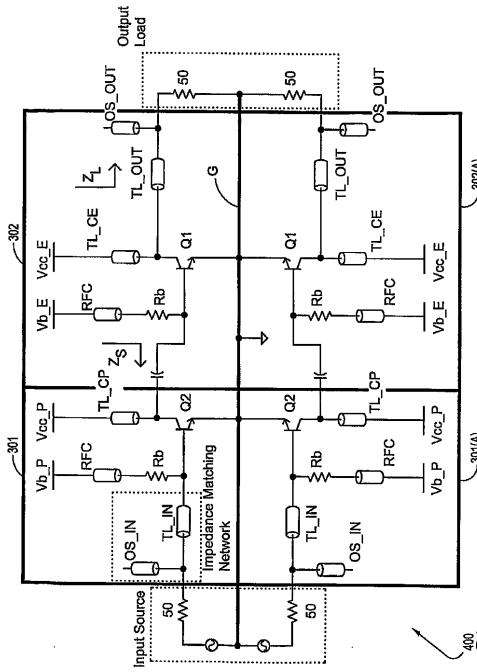 302
Output
Load
Vb_E
Vcc_E
Z_L
OS_OUT
RFC
TL_CE
50
Z_S
Rb
TL_OUT
Q1
G
50
Q1
TL_OUT
Rb
TL_CE
OS_OUT
RFC
Vb_E
Vcc_E
302(A)
301
Vb_P
Vcc_P
RFC
TL_CP
Rb
Q2
OS_IN
TL_IN
Impedance Matching
Network
Input Source
50
Q2
50
TL_IN
Rb
TL_CP
OS_IN
RFC
Vb_P
Vcc_P
301(A)
400